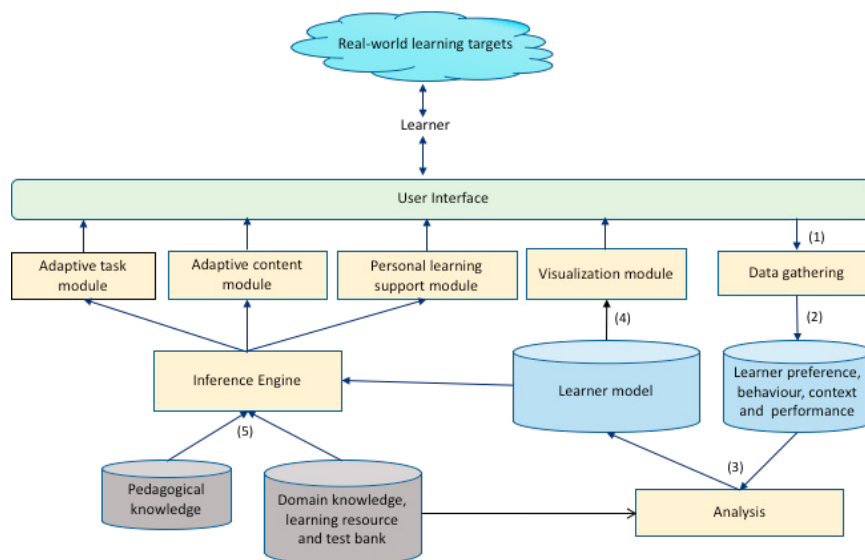 Real-world learning targets
Learner
User Interface
(1)
Adaptive task
module
Adaptive content
module
Personal learning
support module
Visualization module
Data gathering
(4)
(2)
Inference Engine
Learner model
Learner preference,
behaviour, context
and performance
(5)
(3)
Pedagogical
knowledge
Domain knowledge,
learning resource
and test bank
Analysis